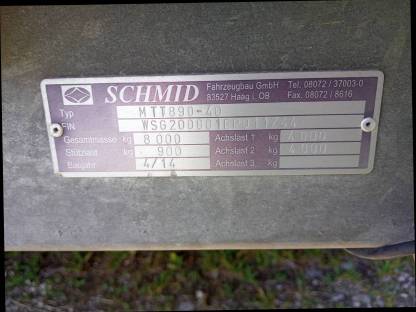 SCHMID Fahrzeugbau GmbH Tel. 08072 / 37003-0
83527 Haag i. OB Fax. 08072 / 8616
Typ MTT890-40
FIN
Gesamtmasse kg 8 000 Achslast 1 kg 4 000
Stützlast kg 900 Achslast 2 kg 4 000
Baujahr 4/14 Achslast 3 kg